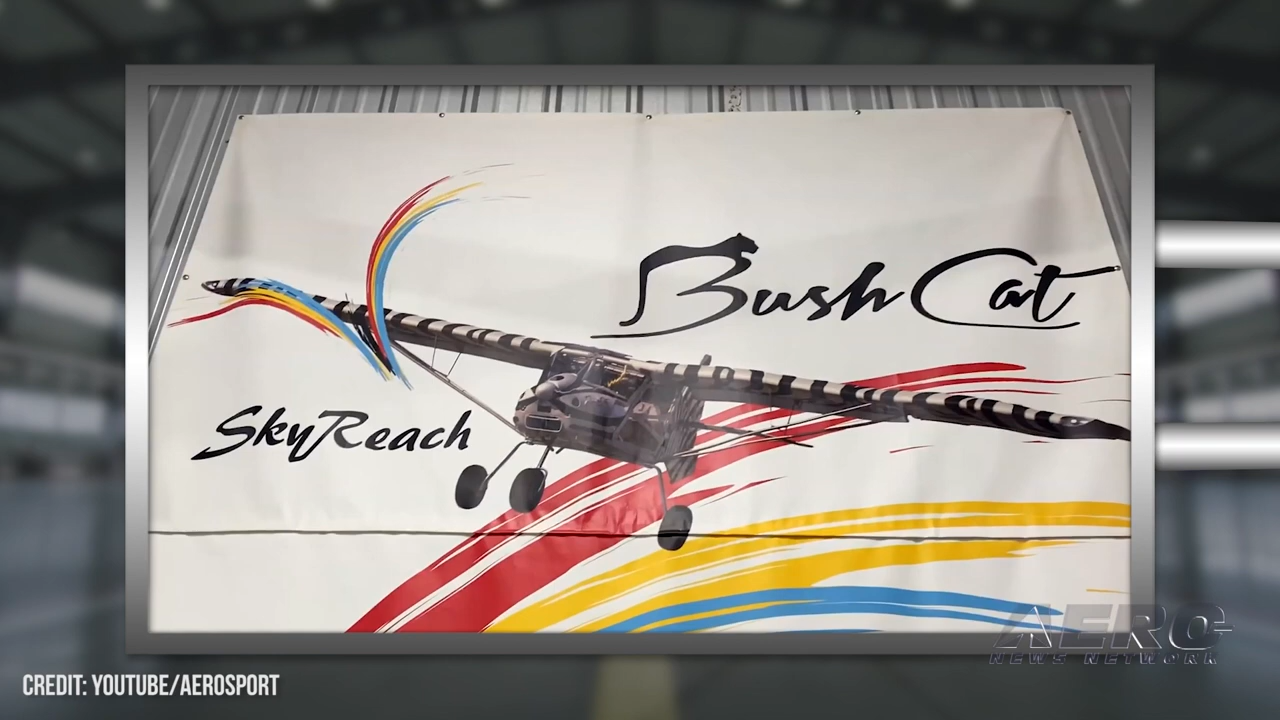 Bush Cat
SkyReach
AERO
NEWS NETWORK
CREDIT: YOUTUBE/AEROSPORT